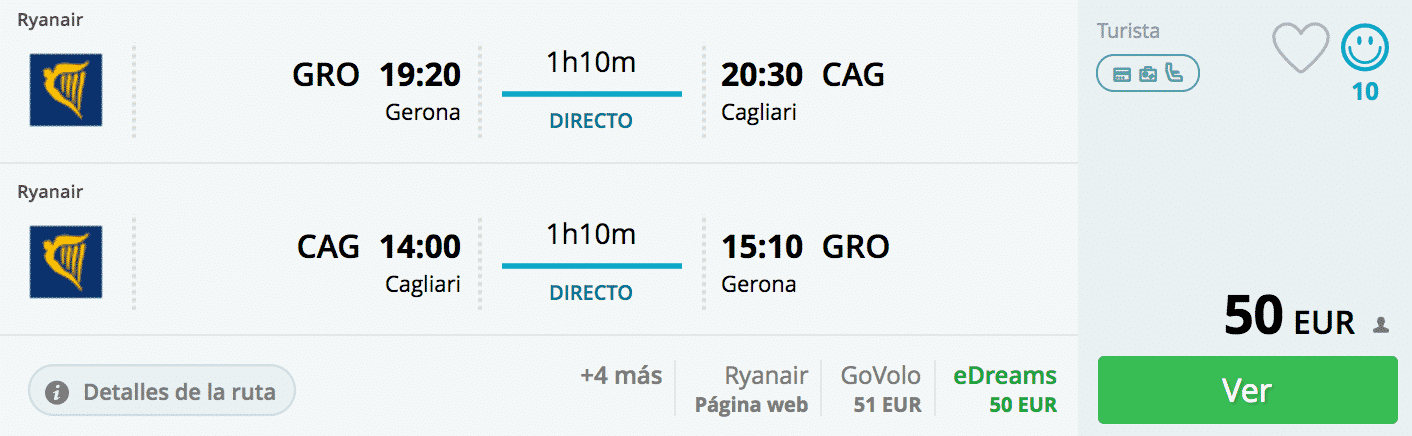 Ryanair
GRO 19:20
Gerona
1h10m
DIRECTO
20:30 CAG
Cagliari
Turista
10
Ryanair
CAG 14:00
Cagliari
1h10m
DIRECTO
15:10 GRO
Gerona
50 EUR
Detalles de la ruta
+4 más
Ryanair
Página web
GoVolo
51 EUR
eDreams
50 EUR
Ver